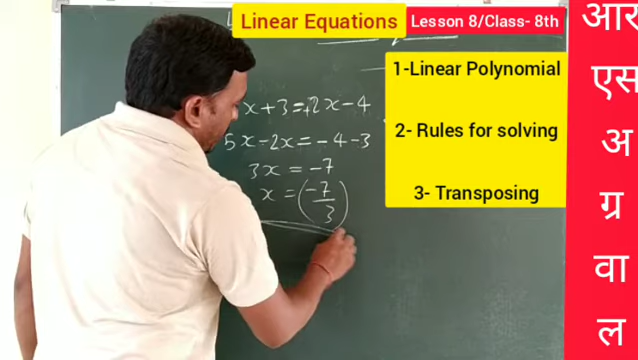 Linear Equations
Lesson 8/Class- 8th
1-Linear Polynomial
2- Rules for solving
3- Transposing
x + 3 = +2x - 4
5x - 2x = - 4 - 3
3x = -7
x = (-7/3)
आर
एस
अ
ग्र
वा
ल